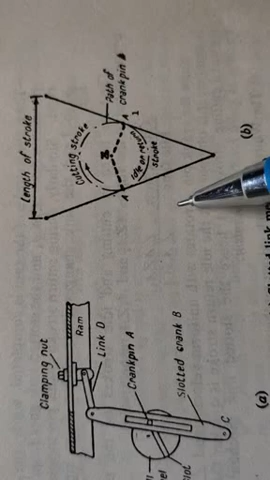 Clamping nut
Ram
Link D
Crankpin A
Slotted crank B
C
(a)
Length of stroke
Cutting stroke
Path of
crankpin A
A
A
1
Idle or return
stroke
(b)